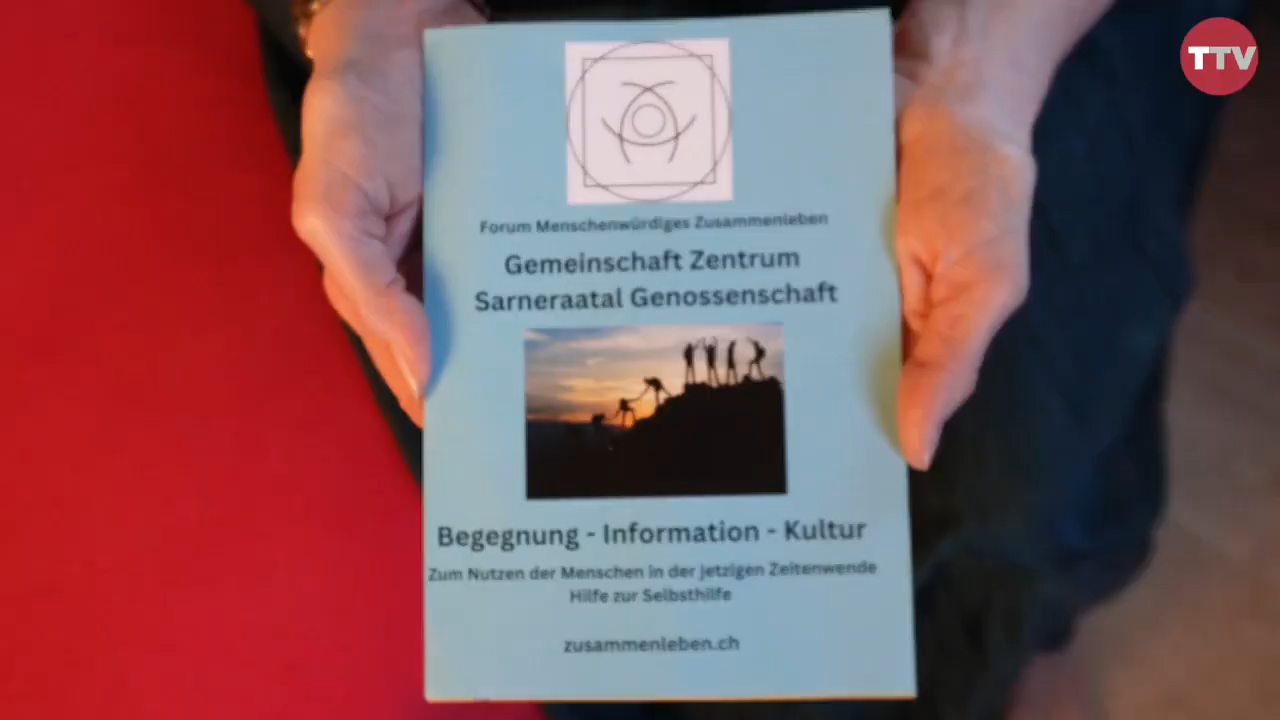 TTV
Forum Menschenwürdiges Zusammenleben
Gemeinschaft Zentrum
Sarneraatal Genossenschaft
Begegnung - Information - Kultur
Zum Nutzen der Menschen in der jetzigen Zeitenwende
Hilfe zur Selbsthilfe
zusammenleben.ch